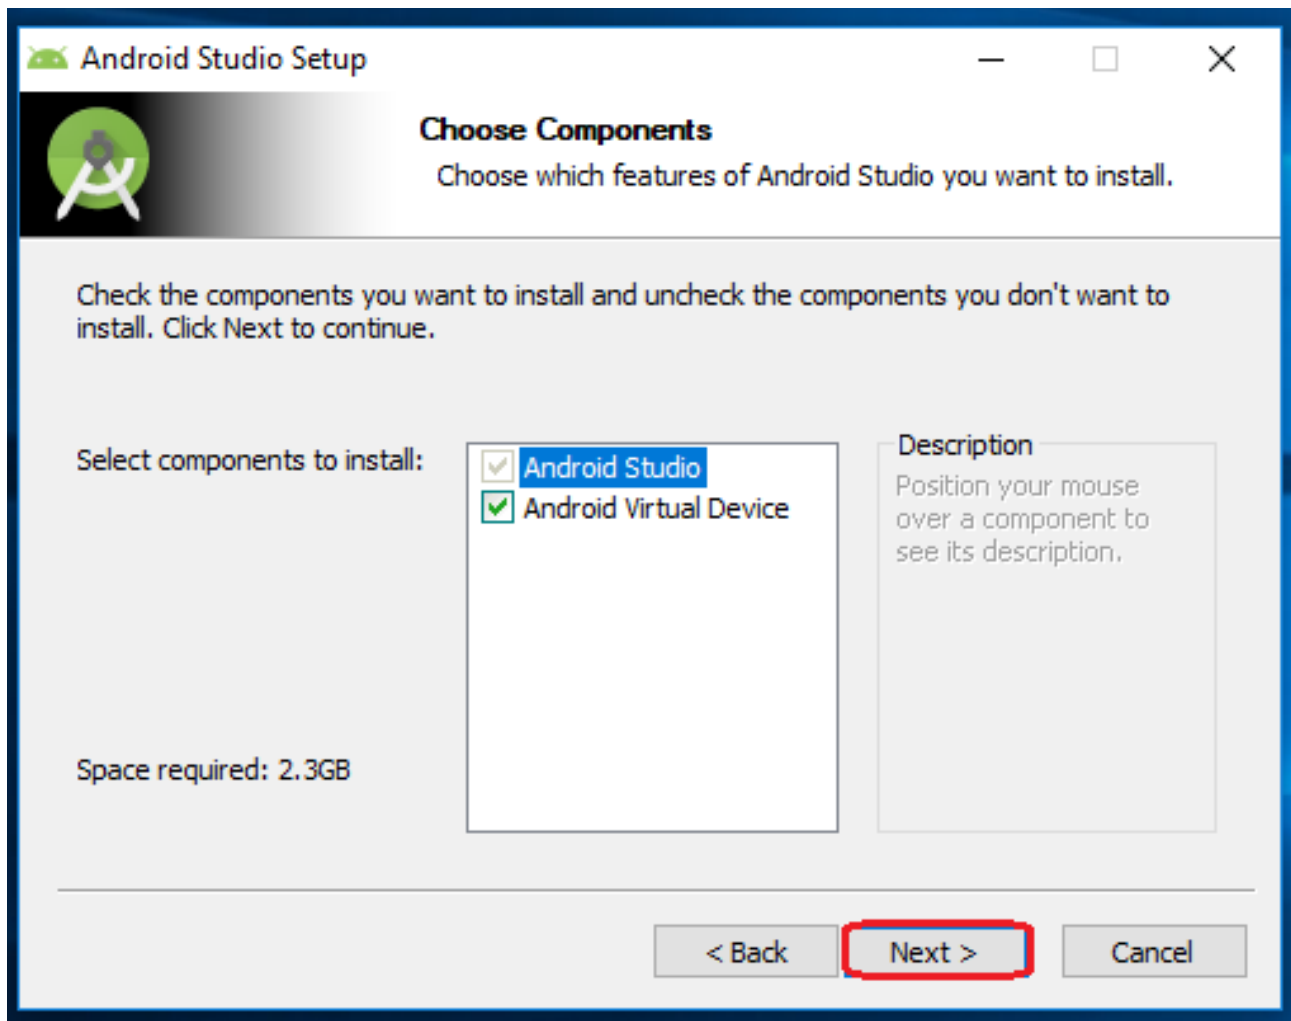 Android Studio Setup
Choose Components
Choose which features of Android Studio you want to install.
Check the components you want to install and uncheck the components you don't want to
install. Click Next to continue.
Select components to install:
Android Studio
Android Virtual Device
Description
Position your mouse
over a component to
see its description.
Space required: 2.3GB
< Back
Next >
Cancel